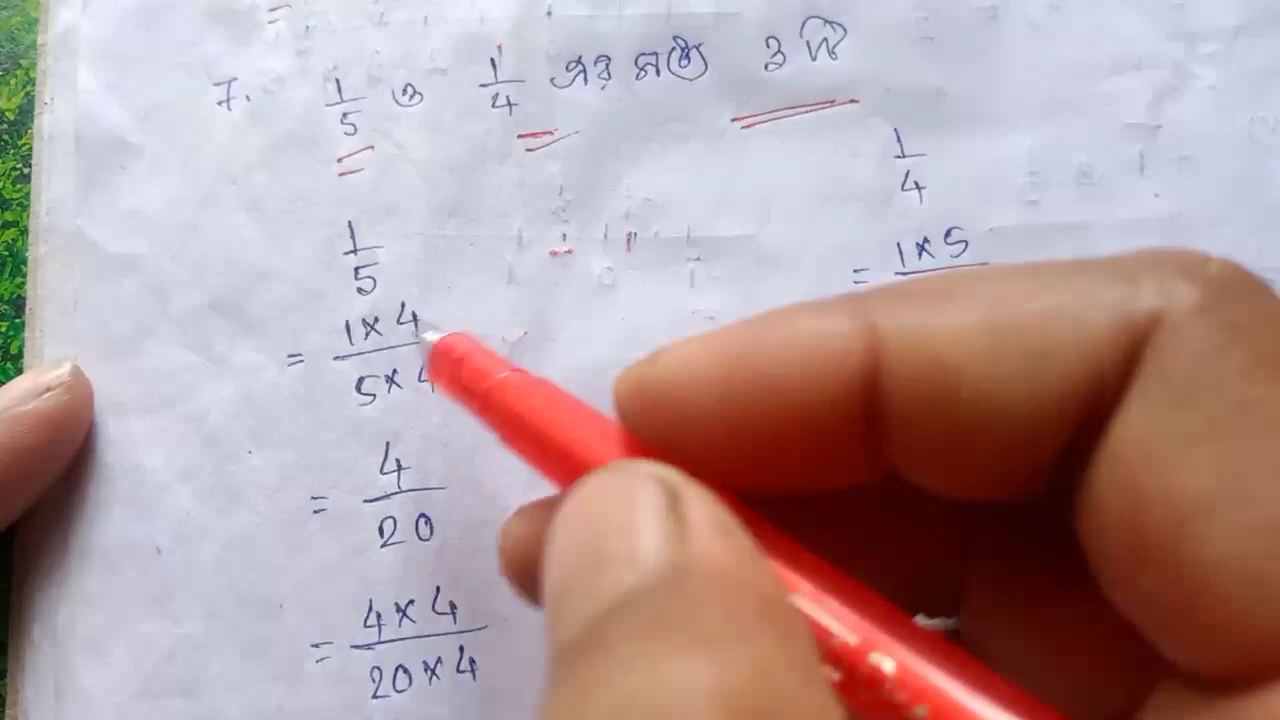 7. 1/5 ও 1/4 এর মধ্যে 3 টি
1/5
= 1×4 / 5×4
= 4/20
= 4×4 / 20×4
1/4
= 1×5